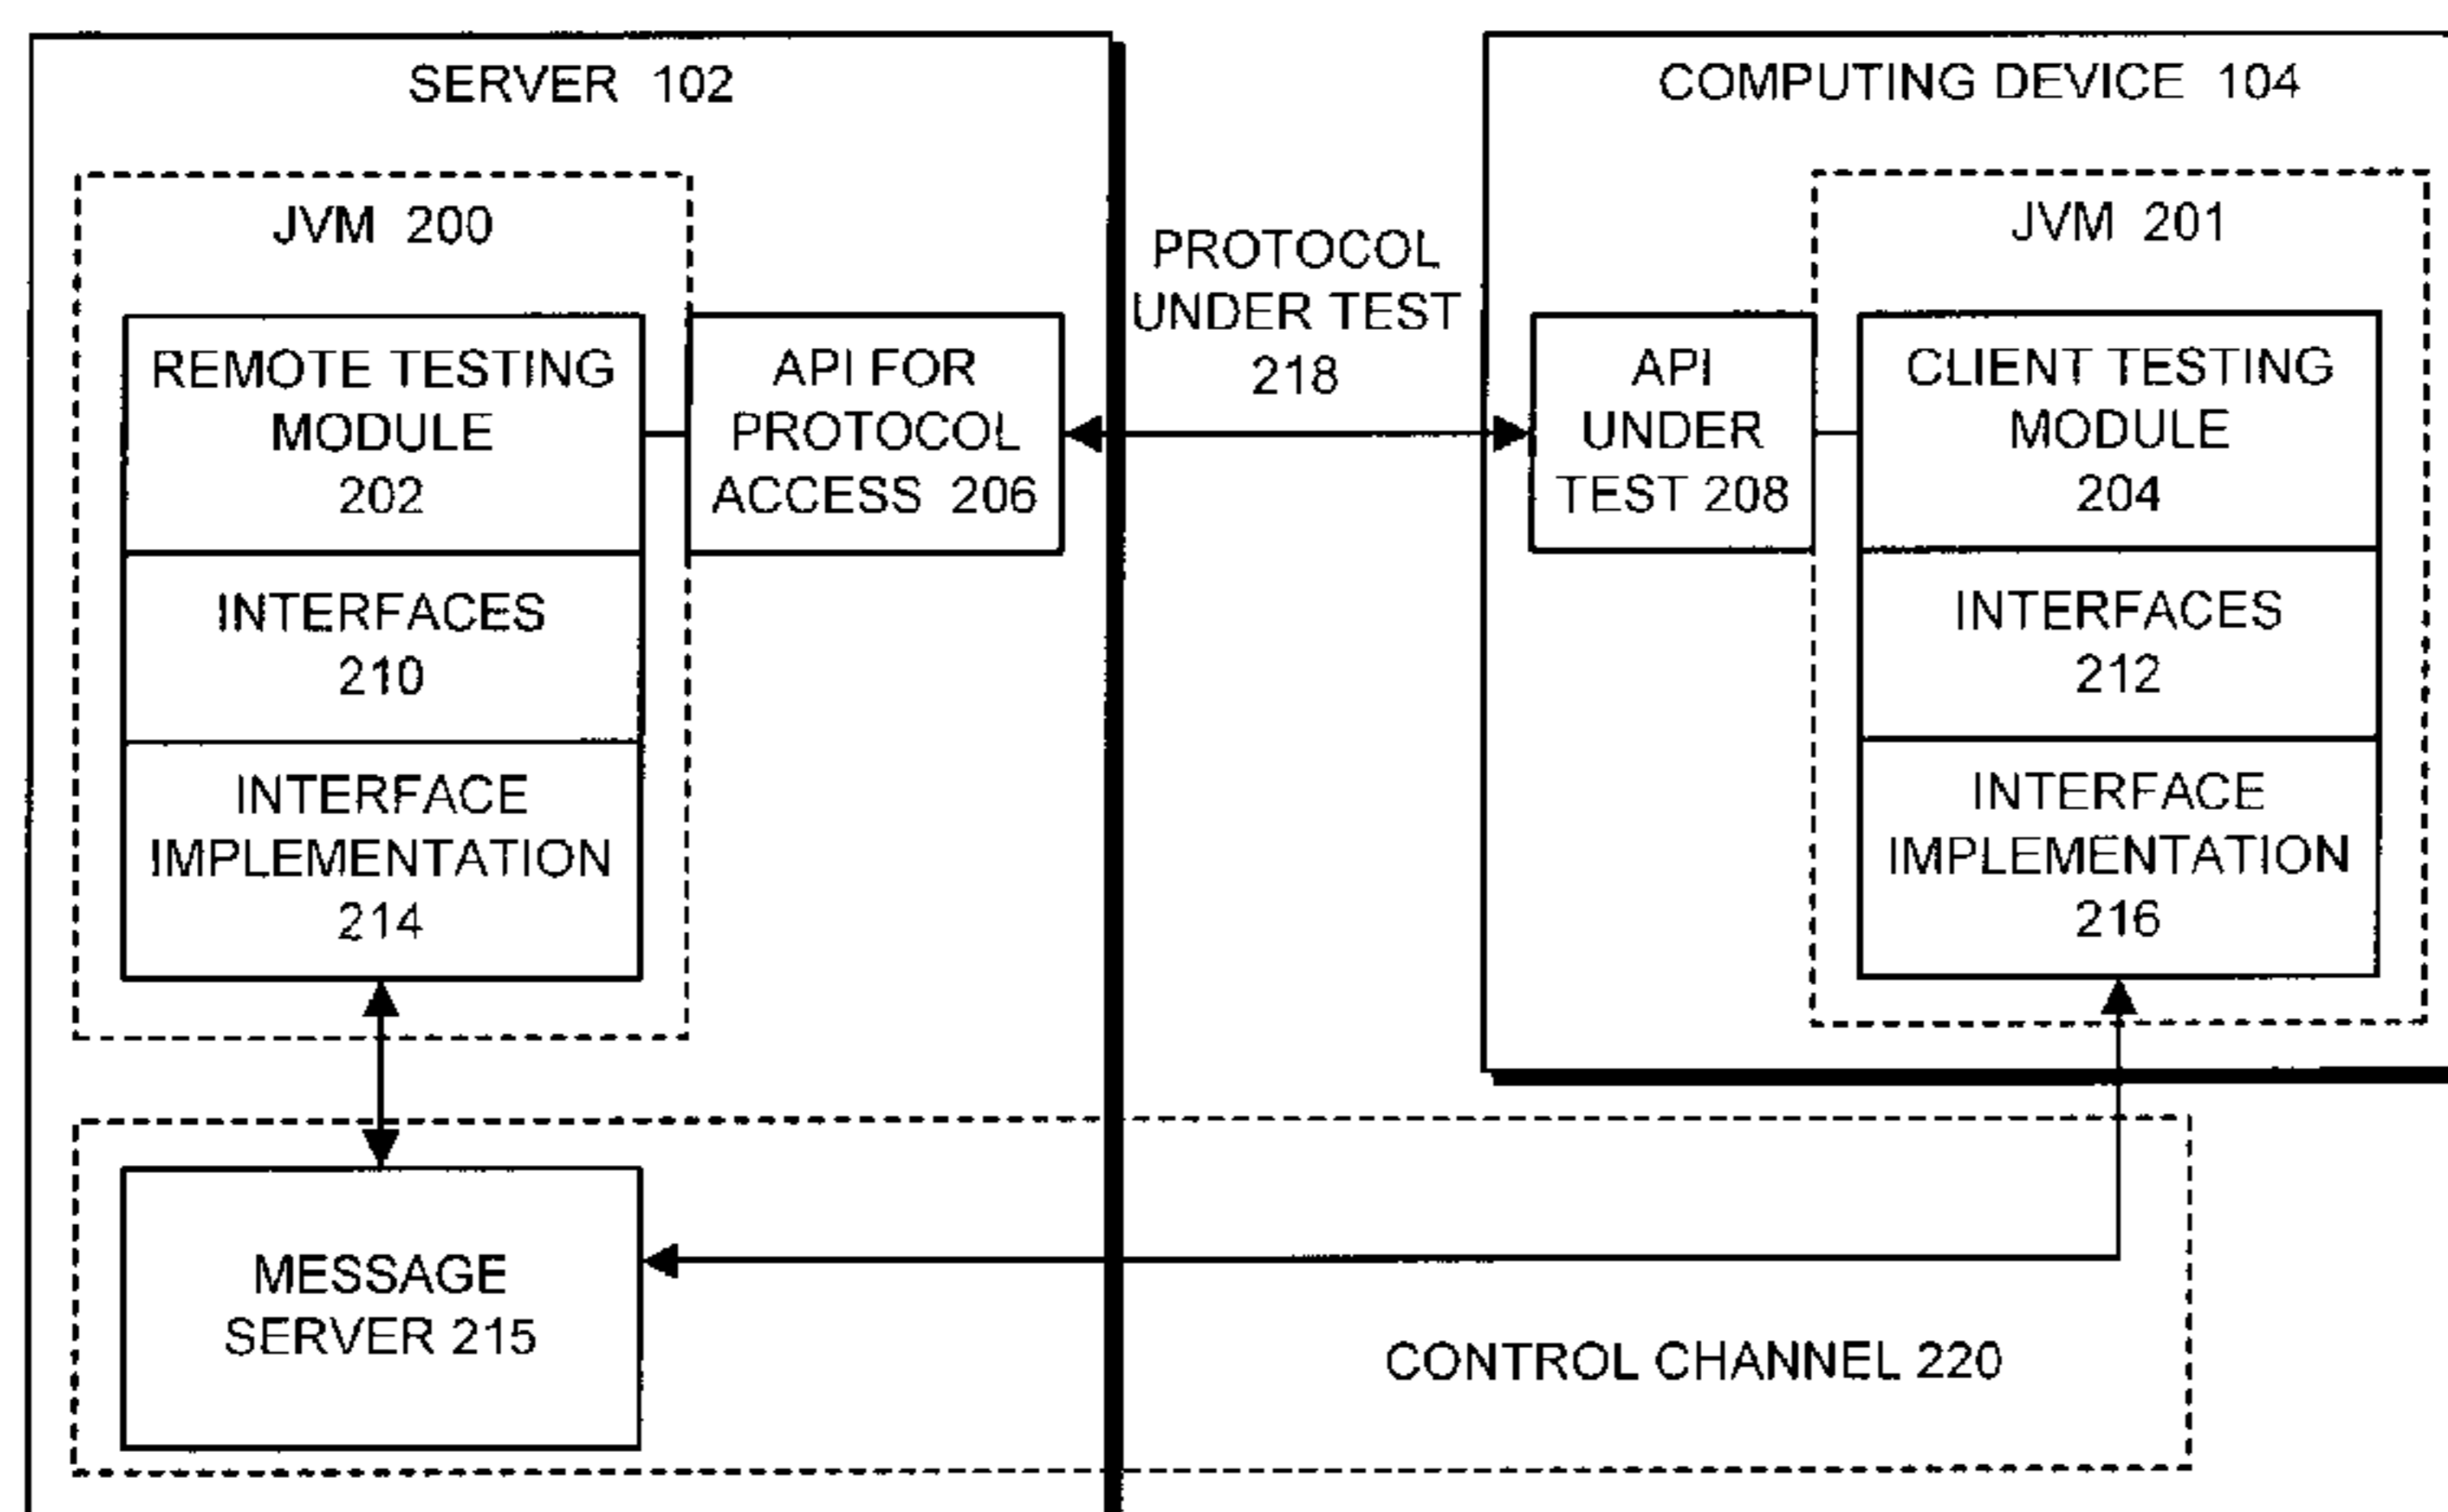 SERVER 102
JVM 200
REMOTE TESTING
MODULE
202
INTERFACES
210
INTERFACE
IMPLEMENTATION
214
API FOR
PROTOCOL
ACCESS 206
MESSAGE
SERVER 215
PROTOCOL
UNDER TEST
218
COMPUTING DEVICE 104
JVM 201
API
UNDER
TEST 208
CLIENT TESTING
MODULE
204
INTERFACES
212
INTERFACE
IMPLEMENTATION
216
CONTROL CHANNEL 220